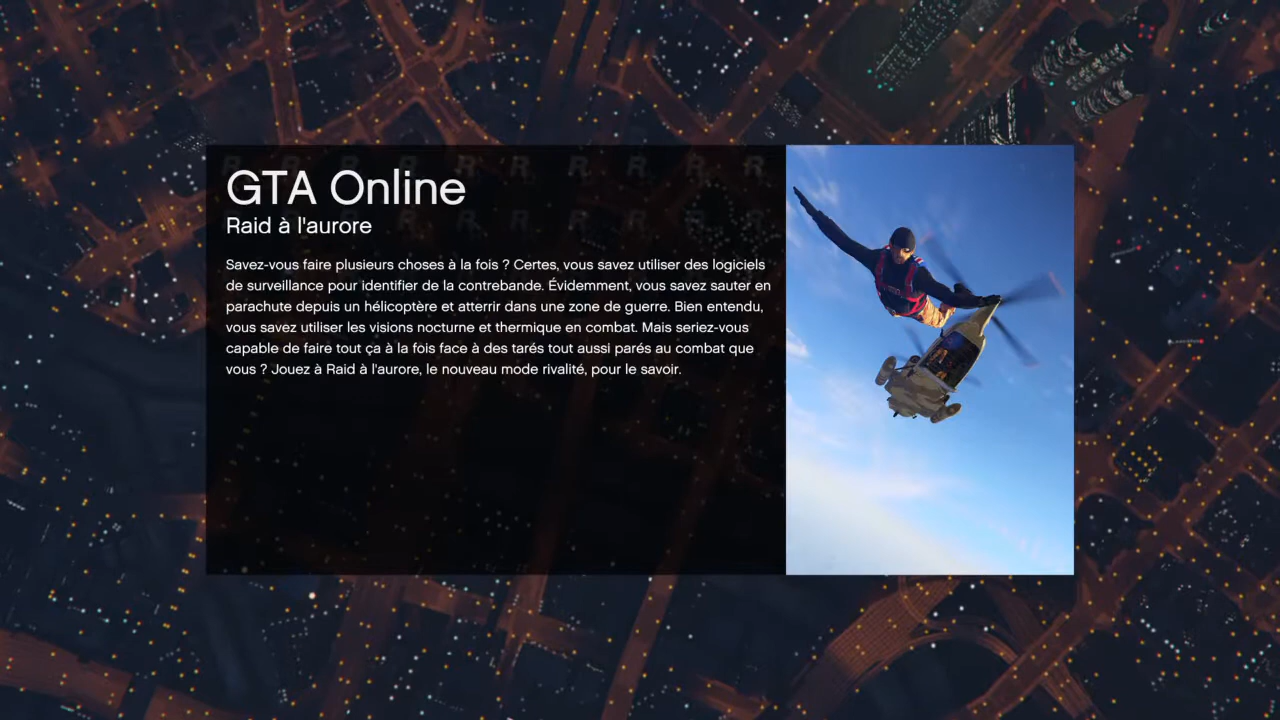 GTA Online
Raid à l'aurore
Savez-vous faire plusieurs choses à la fois ? Certes, vous savez utiliser des logiciels
de surveillance pour identifier de la contrebande. Évidemment, vous savez sauter en
parachute depuis un hélicoptère et atterrir dans une zone de guerre. Bien entendu,
vous savez utiliser les visions nocturne et thermique en combat. Mais seriez-vous
capable de faire tout ça à la fois face à des tarés tout aussi parés au combat que
vous ? Jouez à Raid à l'aurore, le nouveau mode rivalité, pour le savoir.